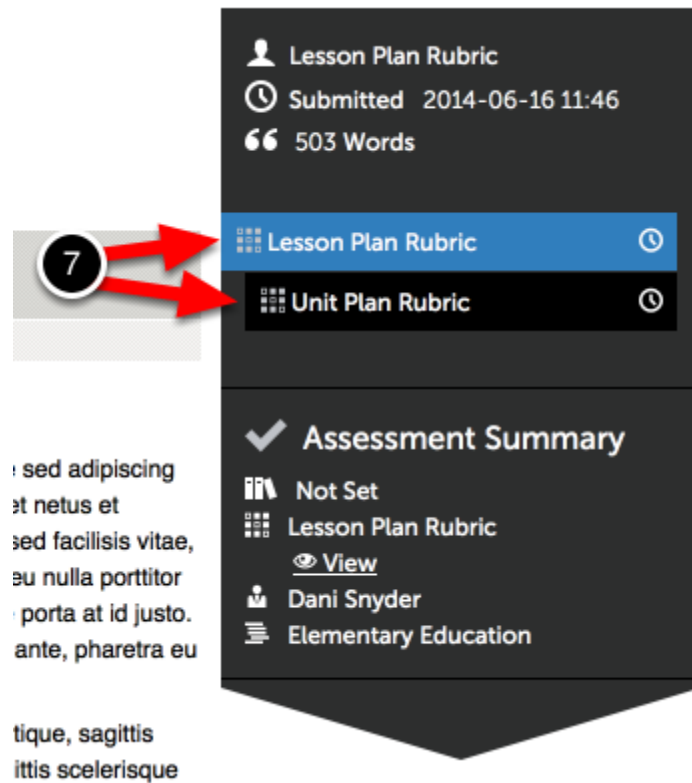 Lesson Plan Rubric
Submitted 2014-06-16 11:46
503 Words
7
Lesson Plan Rubric
Unit Plan Rubric
Assessment Summary
Not Set
Lesson Plan Rubric
View
Dani Snyder
Elementary Education
sed adipiscing
et netus et
sed facilisis vitae,
eu nulla porttitor
porta at id justo.
ante, pharetra eu
tique, sagittis
ittis scelerisque